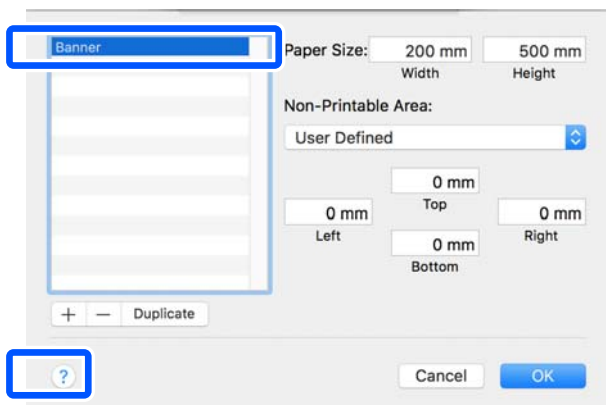 Banner
Paper Size: 200 mm 500 mm
Width Height
Non-Printable Area:
User Defined
0 mm
Top
0 mm 0 mm
Left Right
0 mm
Bottom
+ − Duplicate
? Cancel OK